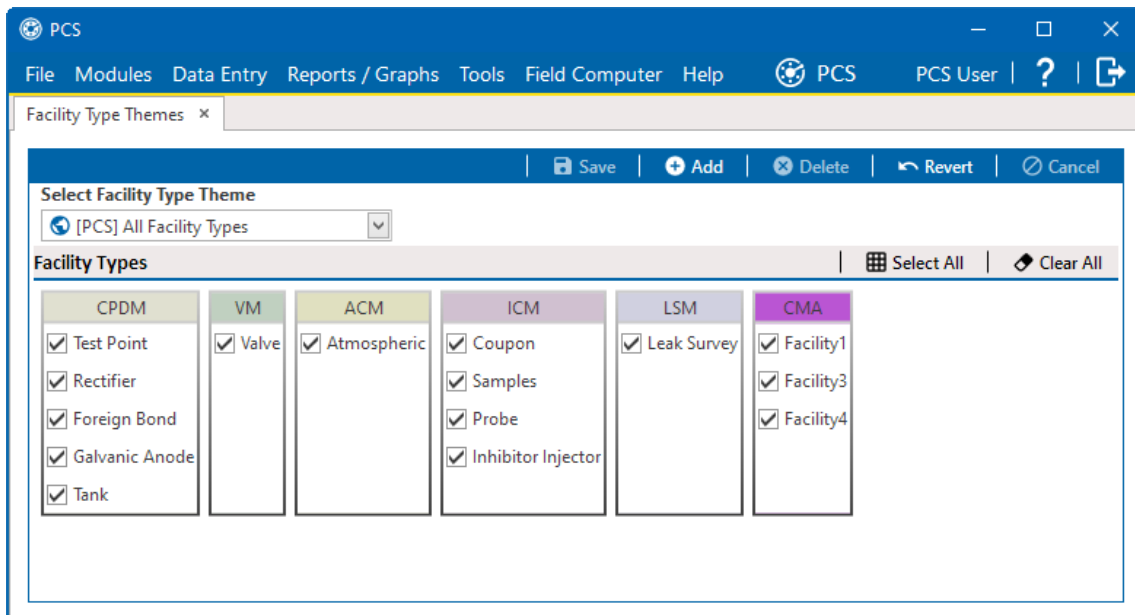 PCS
File Modules Data Entry Reports / Graphs Tools Field Computer Help PCS PCS User | ? |
Facility Type Themes ×
Save | Add | Delete | Revert | Cancel
Select Facility Type Theme
[PCS] All Facility Types
Facility Types | Select All | Clear All
CPDM VM ACM ICM LSM CMA
Test Point Valve Atmospheric Coupon Leak Survey Facility1
Rectifier Samples Facility3
Foreign Bond Probe Facility4
Galvanic Anode Inhibitor Injector
Tank